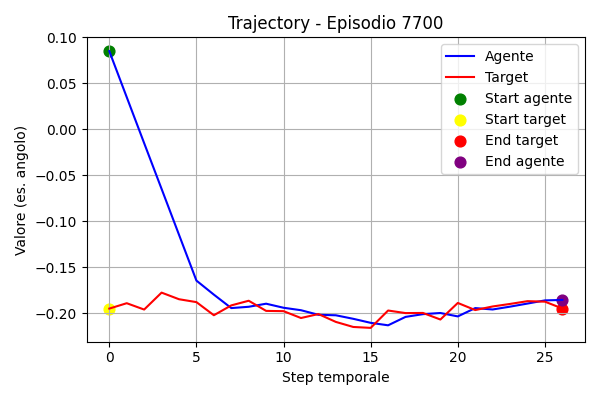 Trajectory - Episodio 7700
Valore (es. angolo)
0.10
0.05
0.00
−0.05
−0.10
−0.15
−0.20
Agente
Target
Start agente
Start target
End target
End agente
0 5 10 15 20 25
Step temporale